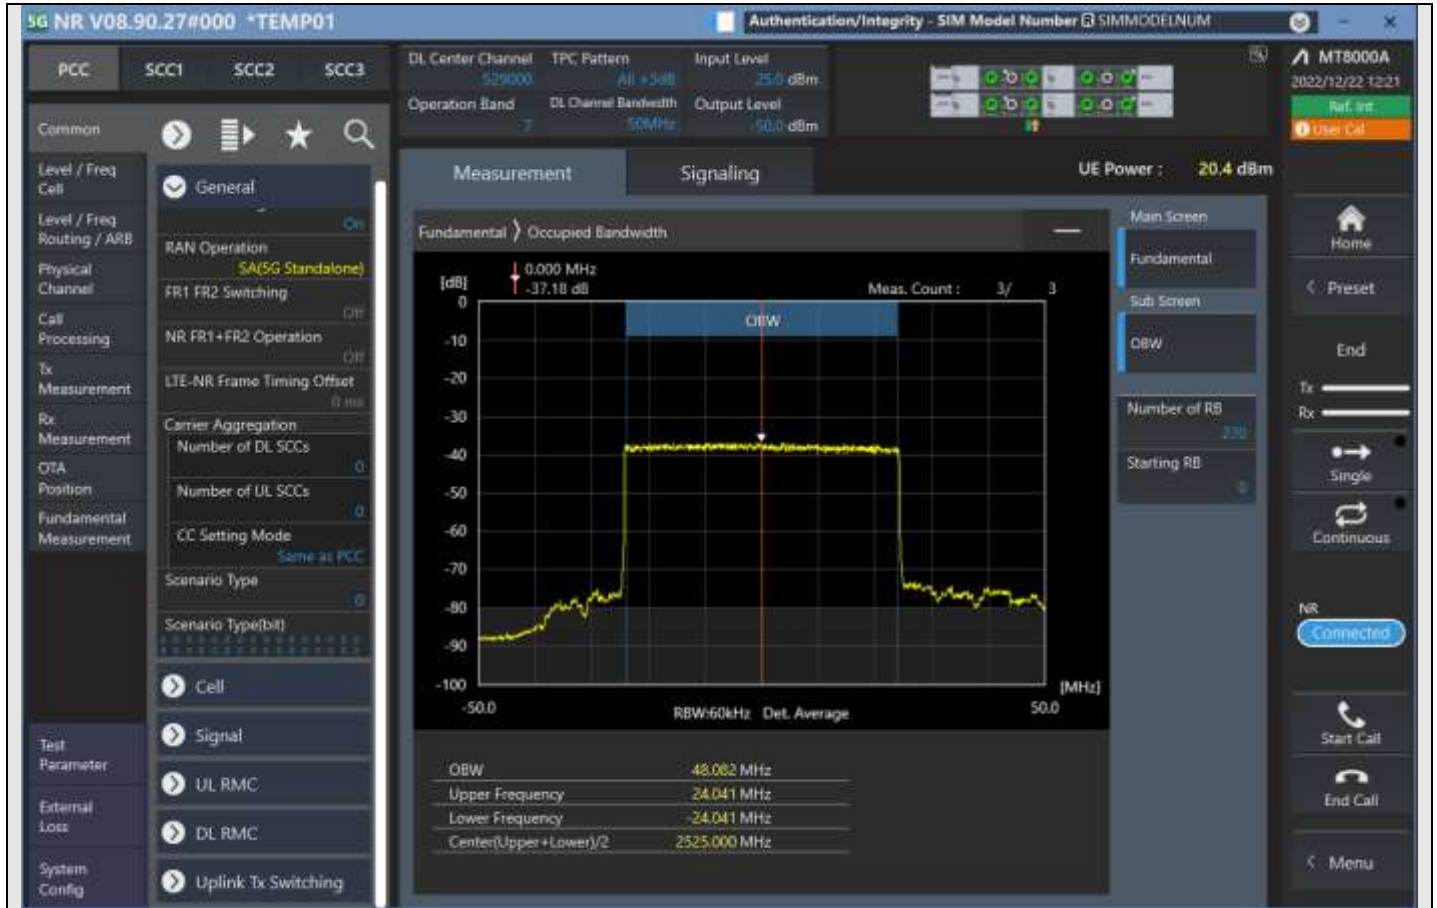 5G NR V08.90.27#000 *TEMP01
Authentication/Integrity - SIM Model Number R SIMMODELNUM
PCC SCC1 SCC2 SCC3
DL Center Channel TPC Pattern Input Level
529000 All +3dB 25.0 dBm
Operation Band DL Channel Bandwidth Output Level
7 50MHz -50.0 dBm
MT8000A
2022/12/22 12:21
Ref. Int.
User Cal
Common
Level / Freq
Cell
Level / Freq
Routing / ARB
Physical
Channel
Call
Processing
Tx
Measurement
Rx
Measurement
OTA
Position
Fundamental
Measurement
Test
Parameter
External
Loss
System
Config
General
On
RAN Operation
SA(5G Standalone)
FR1 FR2 Switching
Off
NR FR1+FR2 Operation
Off
LTE-NR Frame Timing Offset
0 ms
Carrier Aggregation
Number of DL SCCs
0
Number of UL SCCs
0
CC Setting Mode
Same as PCC
Scenario Type
0
Scenario Type(bit)
Cell
Signal
UL RMC
DL RMC
Uplink Tx Switching
Measurement Signaling
UE Power : 20.4 dBm
Fundamental Occupied Bandwidth
0.000 MHz
-37.18 dB
[dB]
Meas. Count : 3/ 3
OBW
0
-10
-20
-30
-40
-50
-60
-70
-80
-90
-100
[MHz]
-50.0 RBW:60kHz Det. Average 50.0
OBW 48.082 MHz
Upper Frequency 24.041 MHz
Lower Frequency -24.041 MHz
Center(Upper+Lower)/2 2525.000 MHz
Main Screen
Fundamental
Sub Screen
OBW
Number of RB
270
Starting RB
0
Home
Preset
End
Tx
Rx
Single
Continuous
NR
Connected
Start Call
End Call
Menu